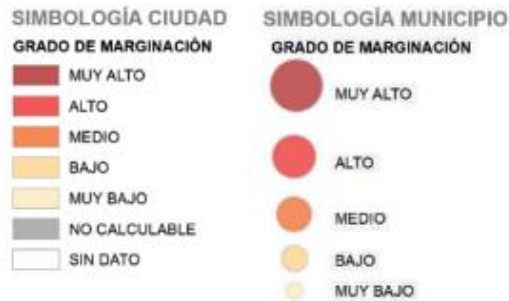 SIMBOLOGÍA CIUDAD
GRADO DE MARGINACIÓN
MUY ALTO
ALTO
MEDIO
BAJO
MUY BAJO
NO CALCULABLE
SIN DATO
SIMBOLOGÍA MUNICIPIO
GRADO DE MARGINACIÓN
MUY ALTO
ALTO
MEDIO
BAJO
MUY BAJO